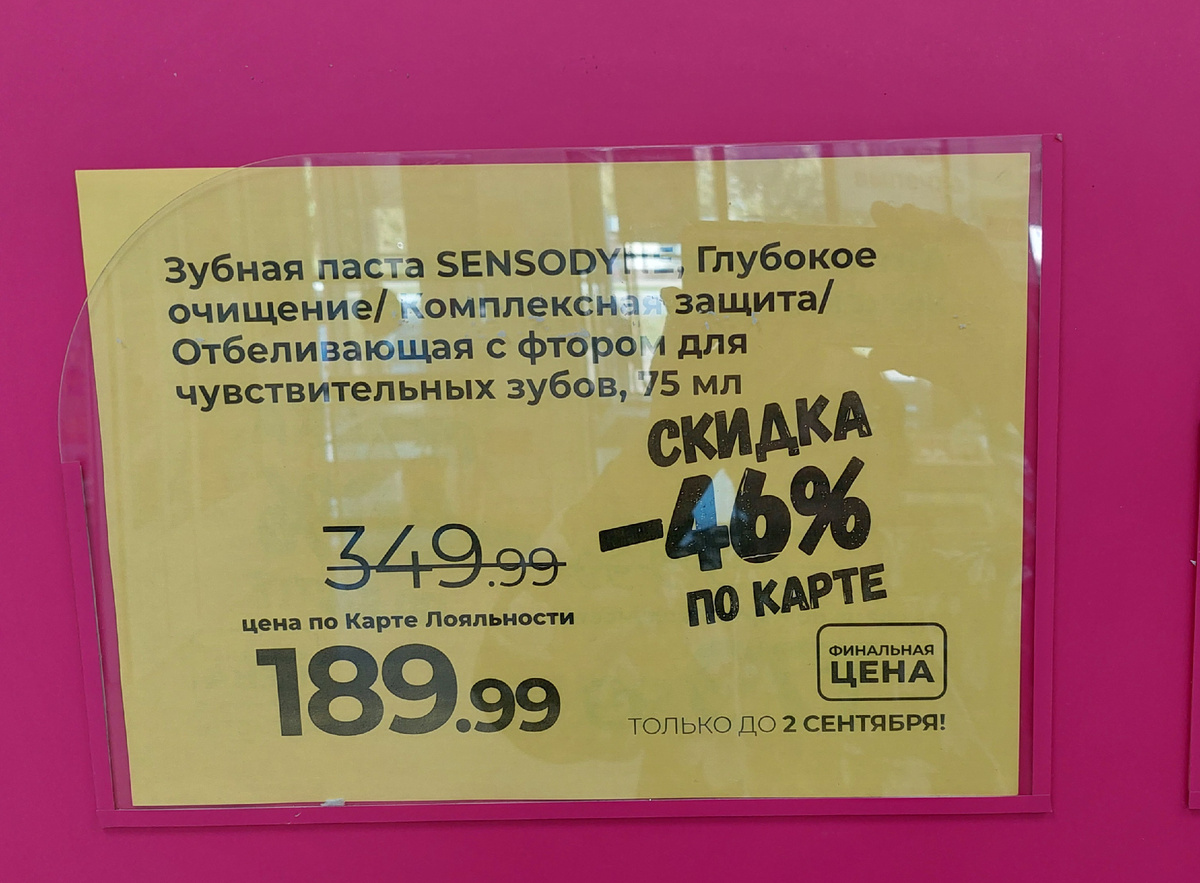 Зубная паста SENSODYNE, Глубокое
очищение/ Комплексная защита/
Отбеливающая с фтором для
чувствительных зубов, 75 мл
СКИДКА
-46%
ПО КАРТЕ
349.99
цена по Карте Лояльности
189.99
ФИНАЛЬНАЯ
ЦЕНА
ТОЛЬКО ДО 2 СЕНТЯБРЯ!